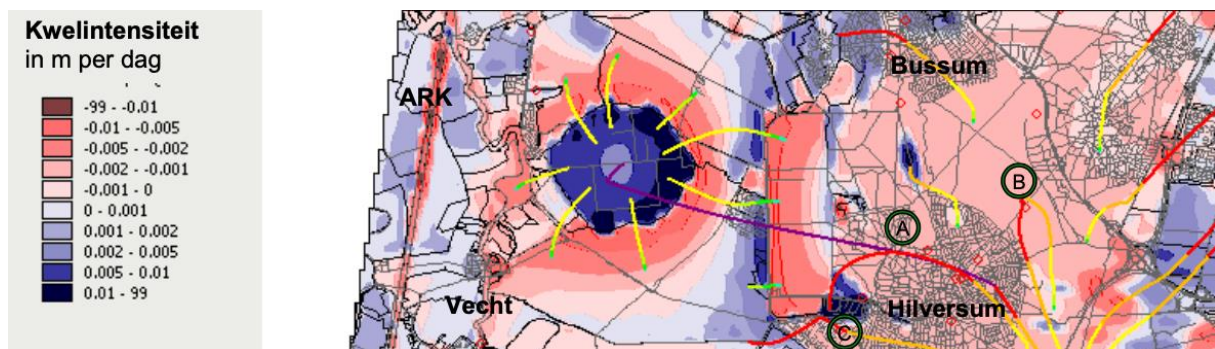 Kwelintensiteit
in m per dag
-99 - -0.01
-0.01 - -0.005
-0.005 - -0.002
-0.002 - -0.001
-0.001 - 0
0 - 0.001
0.001 - 0.002
0.002 - 0.005
0.005 - 0.01
0.01 - 99
ARK
Bussum
B
A
Vecht
Hilversum
C